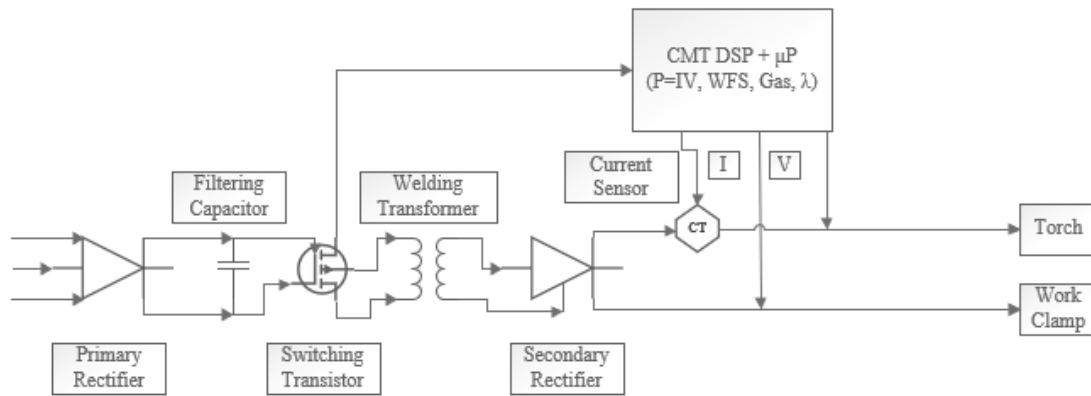 CMT DSP + μP
(P=IV, WFS, Gas, λ)
Current
Sensor
I
V
Filtering
Capacitor
Welding
Transformer
CT
Torch
Work
Clamp
Primary
Rectifier
Switching
Transistor
Secondary
Rectifier